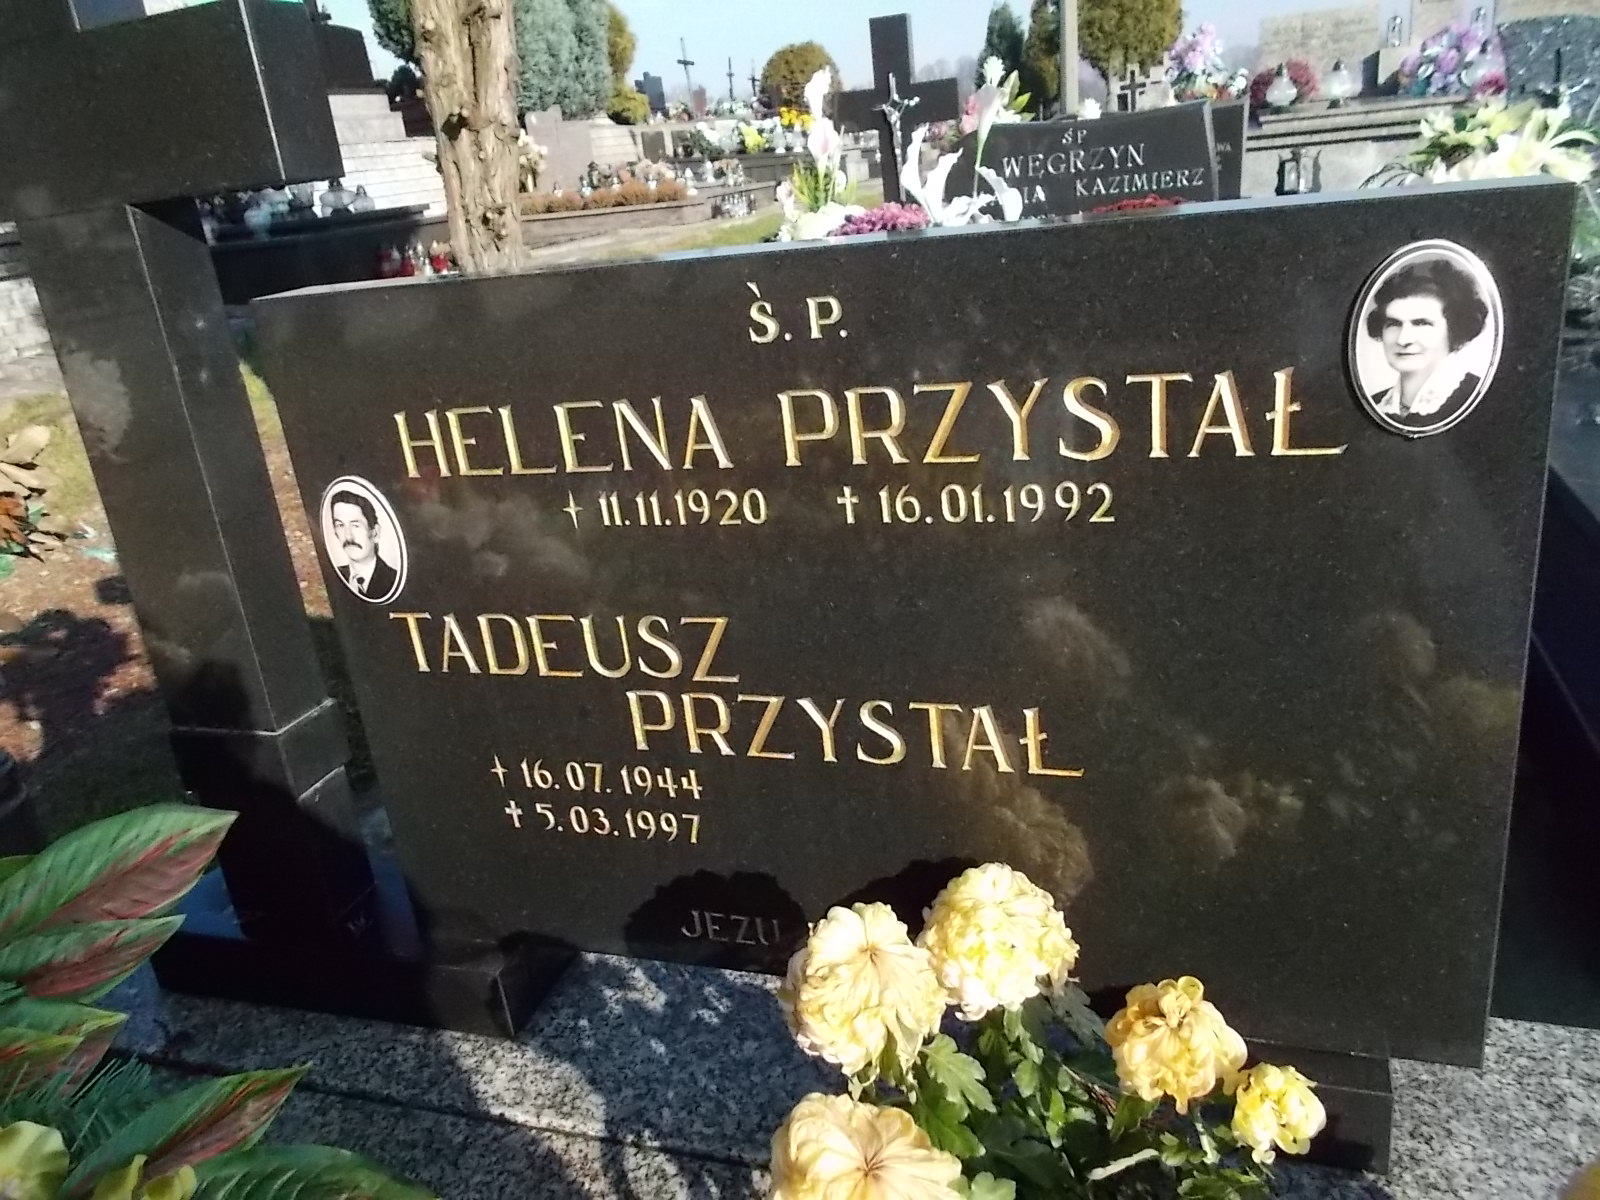 ŚP
WĘGRZYN
KAZIMIERZ
Ś. P.
HELENA PRZYSTAŁ
+ 11.11.1920 + 16.01.1992
TADEUSZ
PRZYSTAŁ
+ 16.07.1944
+ 5.03.1997
JEZU